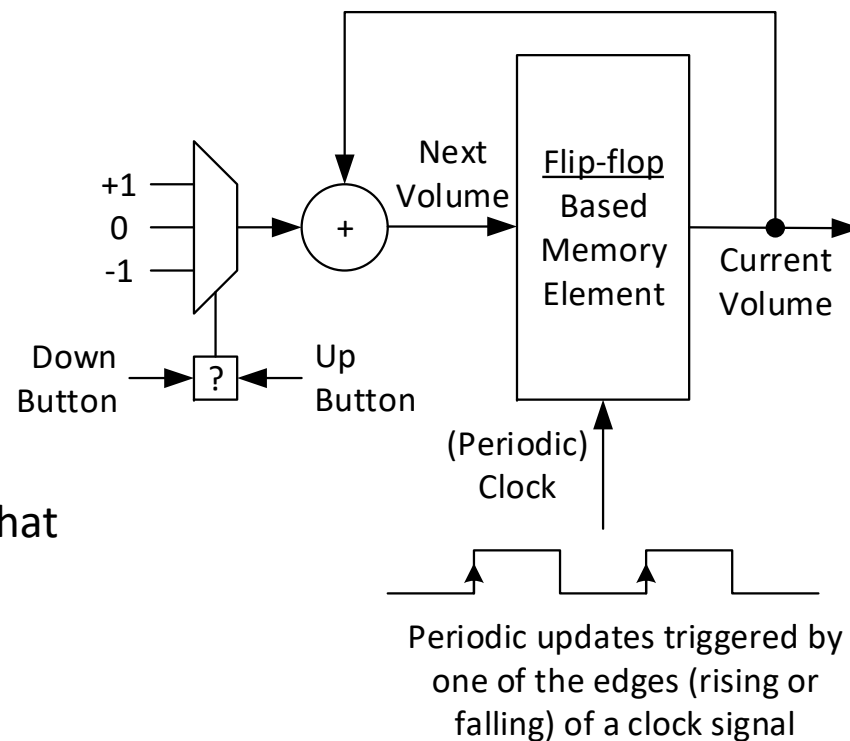 +1
0
-1
+
Next
Volume
Flip-flop
Based
Memory
Element
Current
Volume
Down
Button
?
Up
Button
(Periodic)
Clock
hat
Periodic updates triggered by
one of the edges (rising or
falling) of a clock signal